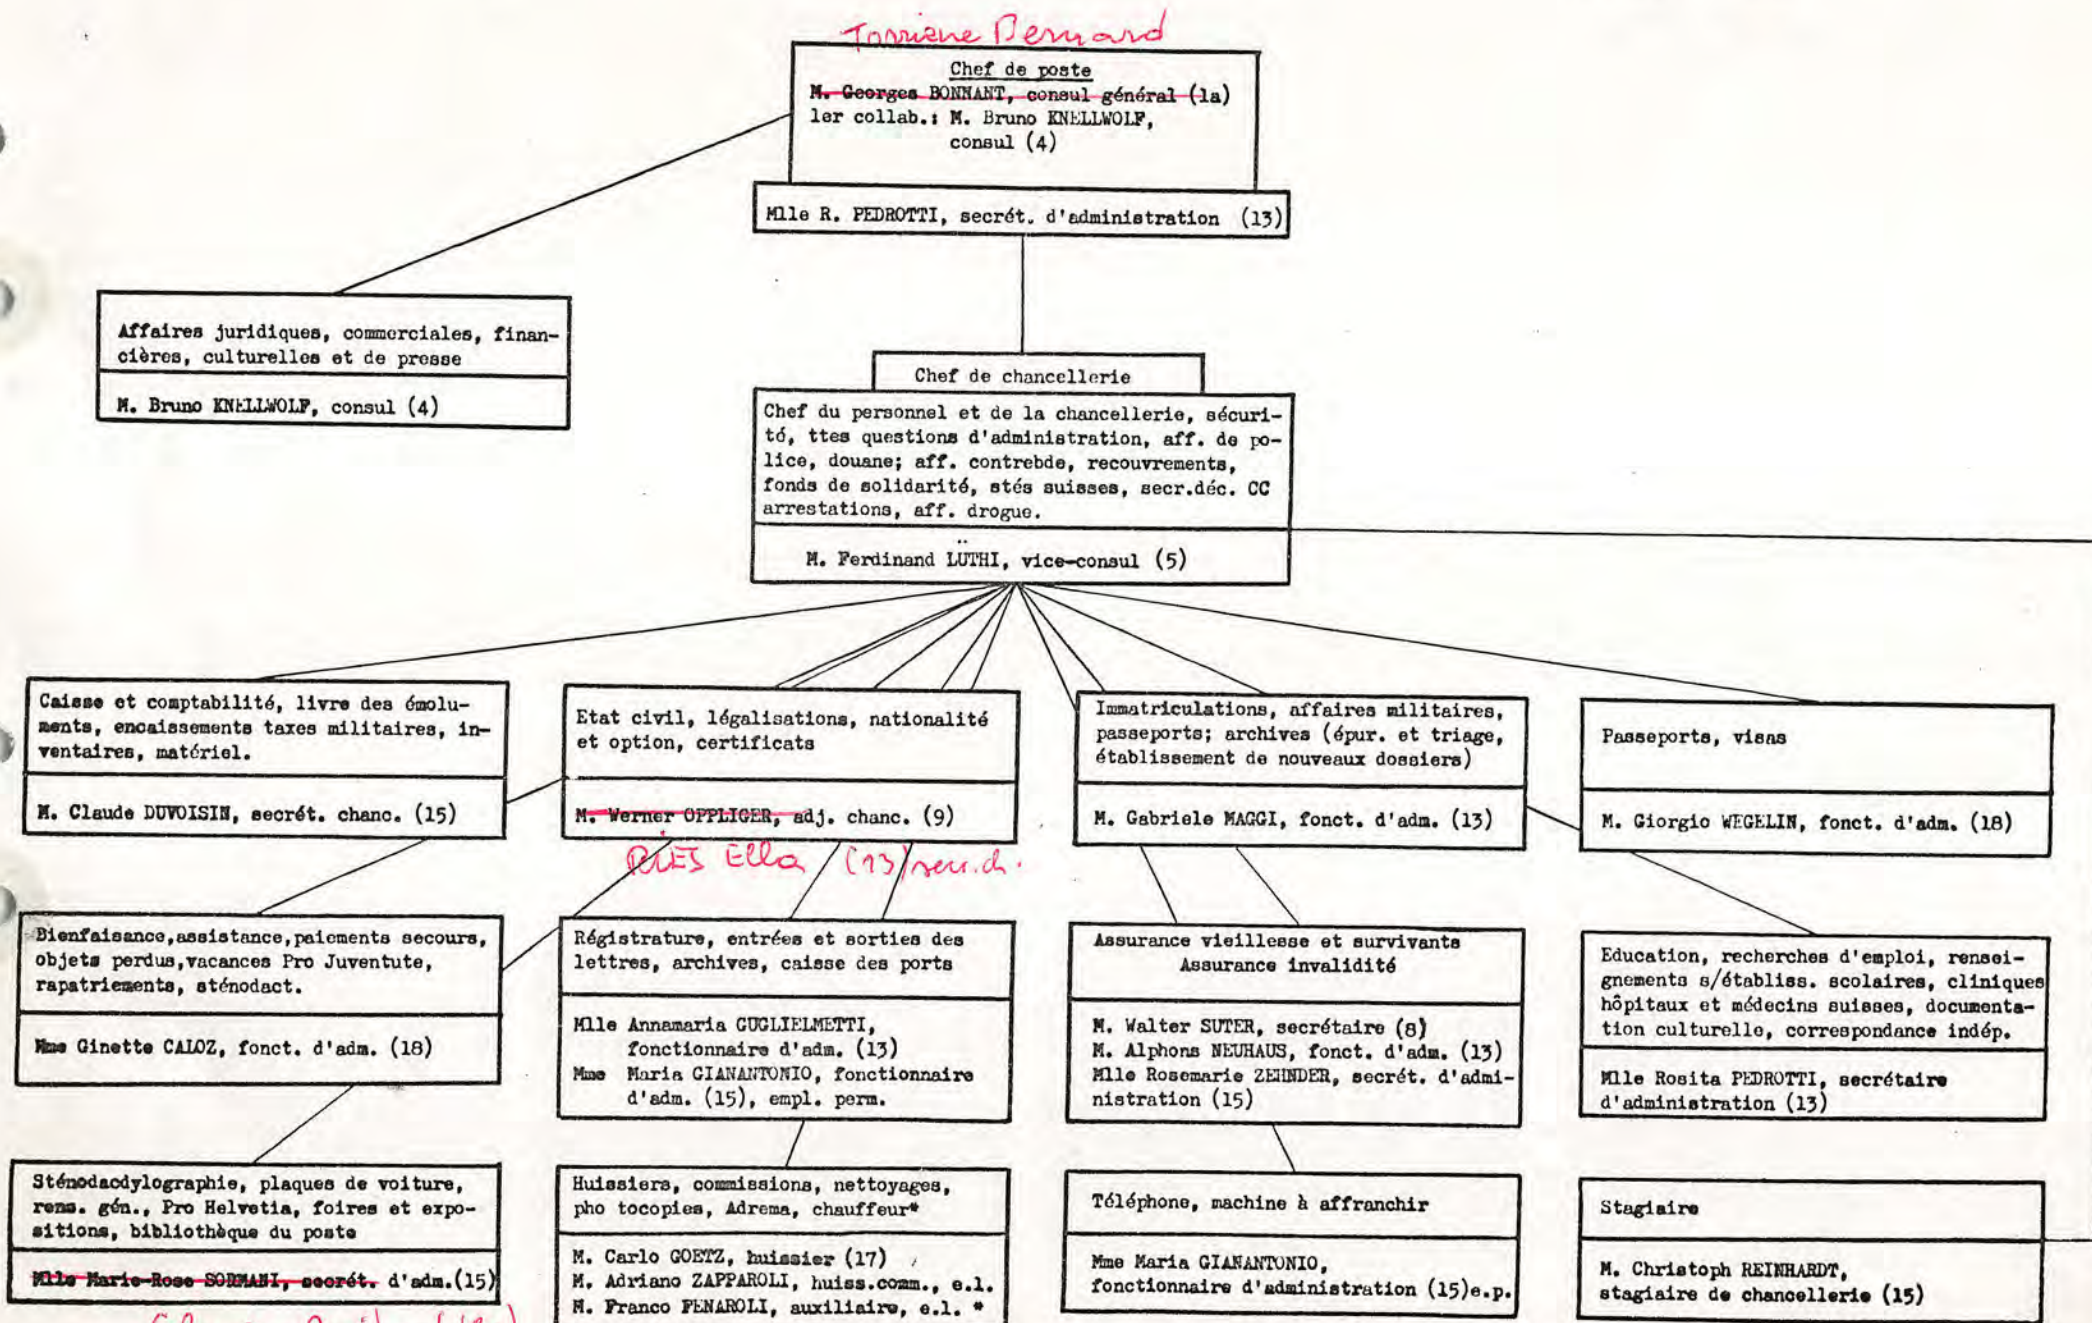 Bernard
Chef de poste
M. Georges BONNANT, consul général (1a)
1er collab.: M. Bruno KNELLWOLF,
consul (4)
Mlle R. PEDROTTI, secrét. d'administration (13)
Affaires juridiques, commerciales, finan-
cières, culturelles et de presse
M. Bruno KNELLWOLF, consul (4)
Chef de chancellerie
Chef du personnel et de la chancellerie, sécuri-
té, ttes questions d'administration, aff. de po-
lice, douane; aff. contrebde, recouvrements,
fonds de solidarité, stés suisses, secr.déc. CC
arrestations, aff. drogue.
M. Ferdinand LÜTHI, vice-consul (5)
Caisse et comptabilité, livre des émolu-
ments, encaissements taxes militaires, in-
ventaires, matériel.
M. Claude DUVOISIN, secrét. chanc. (15)
Etat civil, légalisations, nationalité
et option, certificats
M. Werner OPPLIGER, adj. chanc. (9)
Ella (13)
Immatriculations, affaires militaires,
passeports; archives (épur. et triage,
établissement de nouveaux dossiers)
M. Gabriele MAGGI, fonct. d'adm. (13)
Passeports, visas
M. Giorgio WEGELIN, fonct. d'adm. (18)
Bienfaisance,assistance,paiements secours,
objets perdus,vacances Pro Juventute,
rapatriements, sténodact.
Mme Ginette CALOZ, fonct. d'adm. (18)
Régistrature, entrées et sorties des
lettres, archives, caisse des ports
Mlle Annamaria GUGLIELMETTI,
fonctionnaire d'adm. (13)
Mme Maria GIANANTONIO, fonctionnaire
d'adm. (15), empl. perm.
Assurance vieillesse et survivants
Assurance invalidité
M. Walter SUTER, secrétaire (8)
M. Alphons NEUHAUS, fonct. d'adm. (13)
Mlle Rosemarie ZEHNDER, secrét. d'admi-
nistration (15)
Education, recherches d'emploi, rensei-
gnements s/établiss. scolaires, cliniques
hôpitaux et médecins suisses, documenta-
tion culturelle, correspondance indép.
Mlle Rosita PEDROTTI, secrétaire
d'administration (13)
Sténodacdylographie, plaques de voiture,
rens. gén., Pro Helvetia, foires et expo-
sitions, bibliothèque du poste
Mlle Marie-Rose SORMANI, secrét. d'adm.(15)
Huissiers, commissions, nettoyages,
pho tocopies, Adrema, chauffeur*
M. Carlo GOETZ, huissier (17)
M. Adriano ZAPPAROLI, huiss.comm., e.l.
M. Franco PENAROLI, auxiliaire, e.l. *
Téléphone, machine à affranchir
Mme Maria GIANANTONIO,
fonctionnaire d'administration (15)e.p.
Stagiaire
M. Christoph REINHARDT,
stagiaire de chancellerie (15)